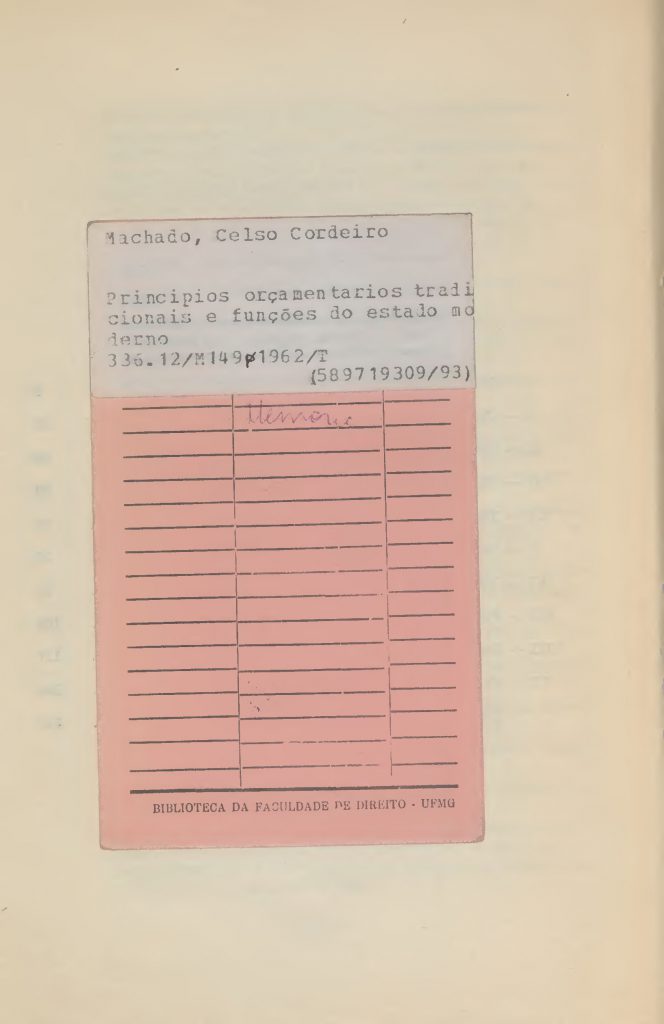 Machado, Celso Cordeiro
Principios orçamentarios tradi
cionais e funções do estado mo
derno
336.12/M149p1962/T
(589719309/93)
Memoria
BIBLIOTECA DA FACULDADE DE DIREITO - UFMG